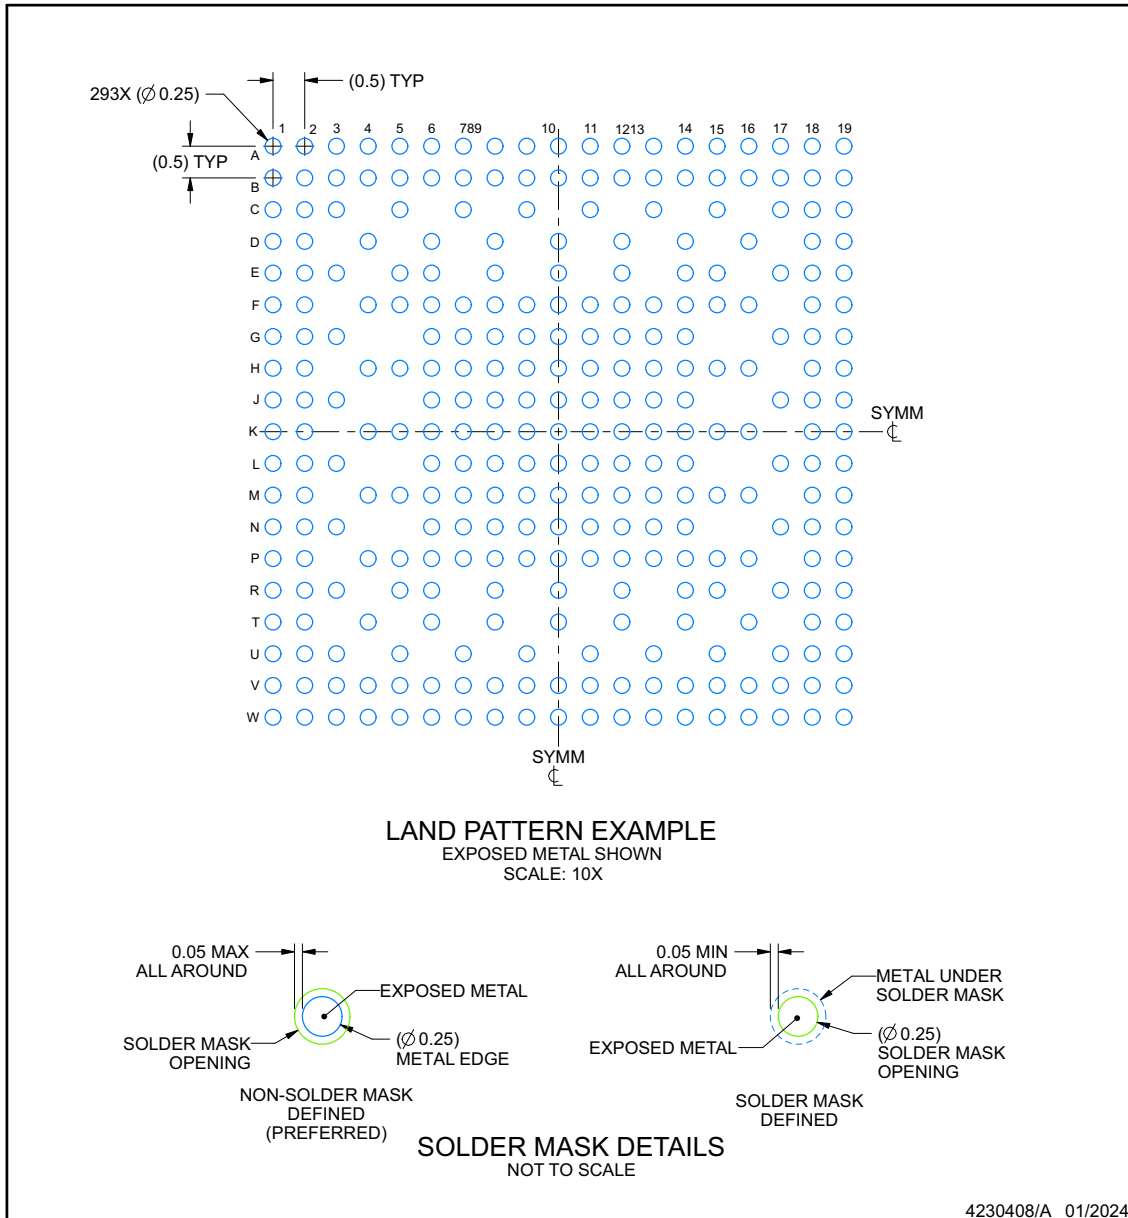 (0.5) TYP
293X (∅ 0.25)
1 2 3 4 5 6 789 10 11 1213 14 15 16 17 18 19
A
(0.5) TYP
B
C
D
E
F
G
H
J
SYMM
K
℄
L
M
N
P
R
T
U
V
W
SYMM
℄
LAND PATTERN EXAMPLE
EXPOSED METAL SHOWN
SCALE: 10X
0.05 MAX
ALL AROUND
EXPOSED METAL
SOLDER MASK
OPENING
(∅ 0.25)
METAL EDGE
NON-SOLDER MASK
DEFINED
(PREFERRED)
0.05 MIN
ALL AROUND
METAL UNDER
SOLDER MASK
EXPOSED METAL
(∅ 0.25)
SOLDER MASK
OPENING
SOLDER MASK
DEFINED
SOLDER MASK DETAILS
NOT TO SCALE
4230408/A 01/2024